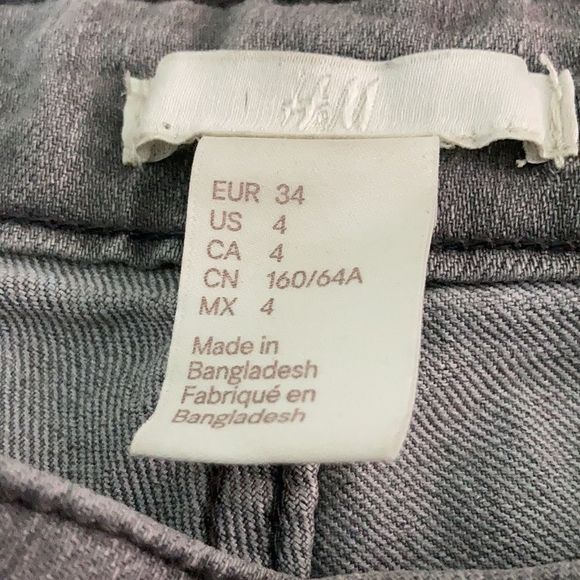 H&M
EUR 34
US 4
CA 4
CN 160/64A
MX 4
Made in
Bangladesh
Fabriqué en
Bangladesh